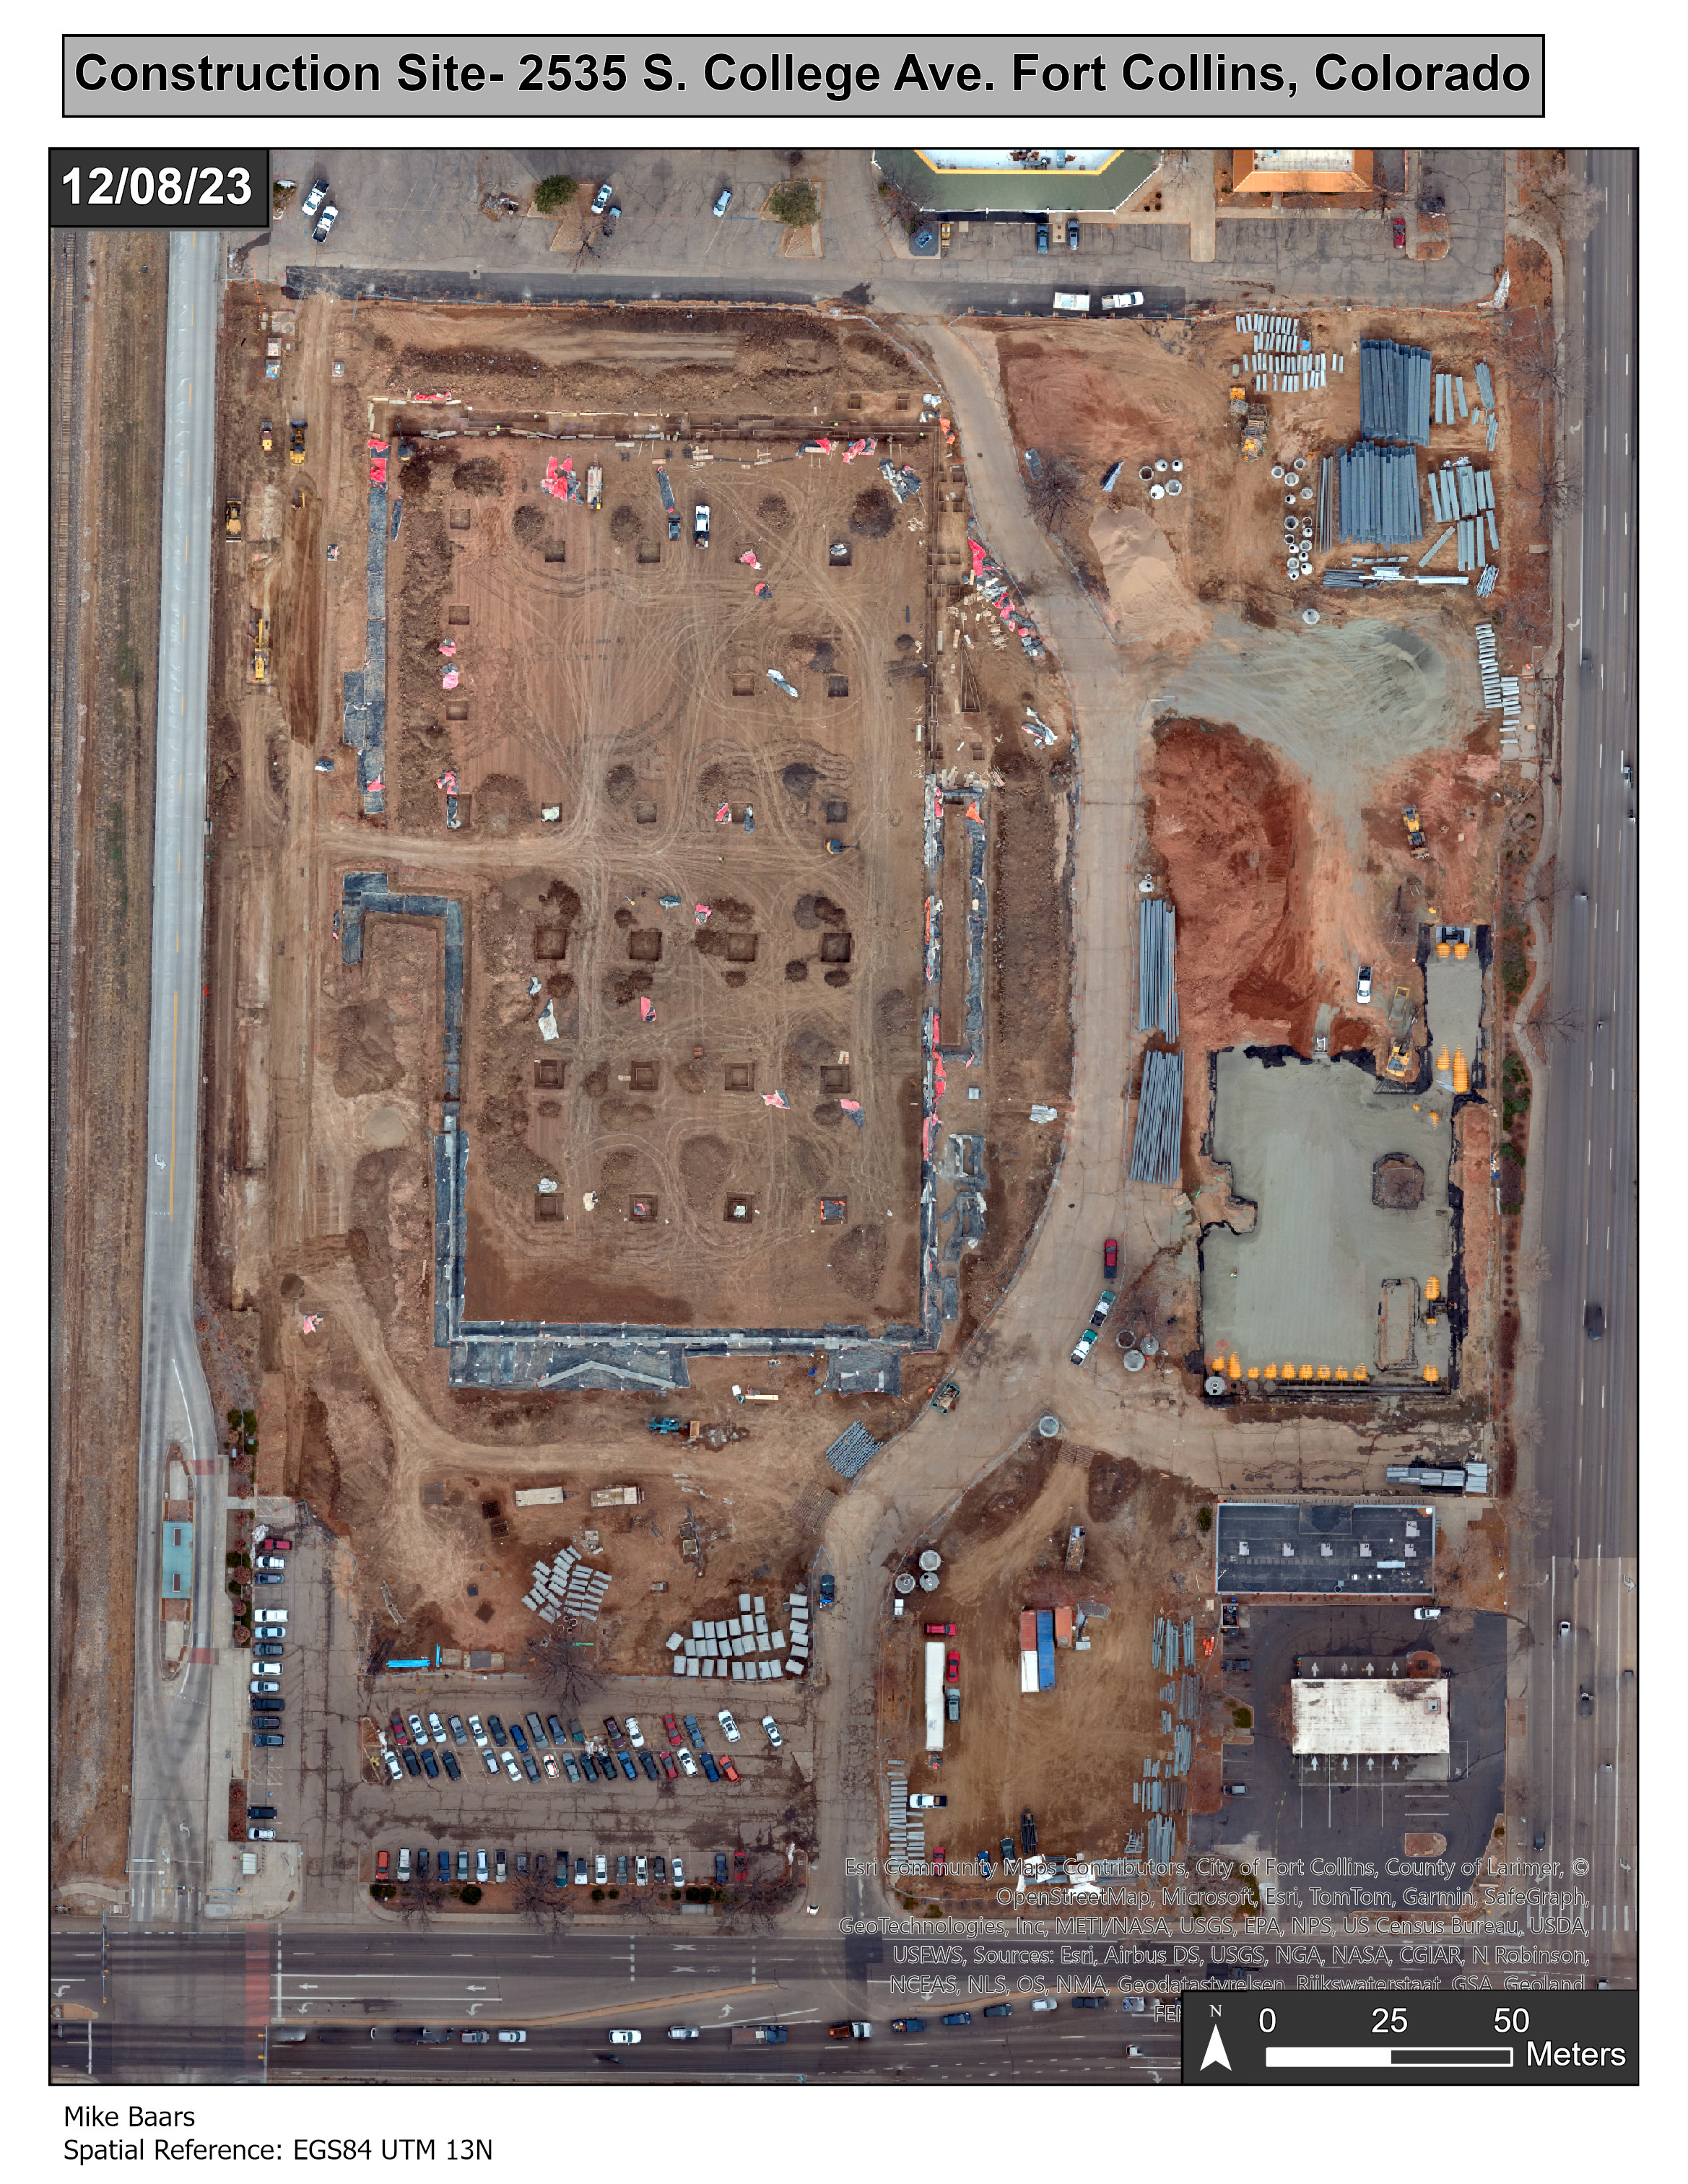 Construction Site- 2535 S. College Ave. Fort Collins, Colorado
12/08/23
Esri Community Maps Contributors, City of Fort Collins, County of Larimer, ©
OpenStreetMap, Microsoft, Esri, TomTom, Garmin, SafeGraph,
GeoTechnologies, Inc, METI/NASA, USGS, EPA, NPS, US Census Bureau, USDA,
USFWS, Sources: Esri, Airbus DS, USGS, NGA, NASA, CGIAR, N Robinson,
NCEAS, NLS, OS, NMA, Geodatastyrelsen, Rijkswaterstaat, GSA, Geoland,
N
0 25 50
Meters
Mike Baars
Spatial Reference: EGS84 UTM 13N